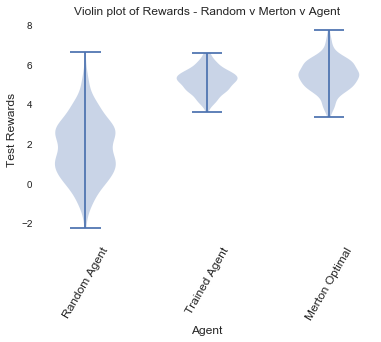 Violin plot of Rewards - Random v Merton v Agent
8
6
4
2
0
−2
Test Rewards
Random Agent
Trained Agent
Merton Optimal
Agent